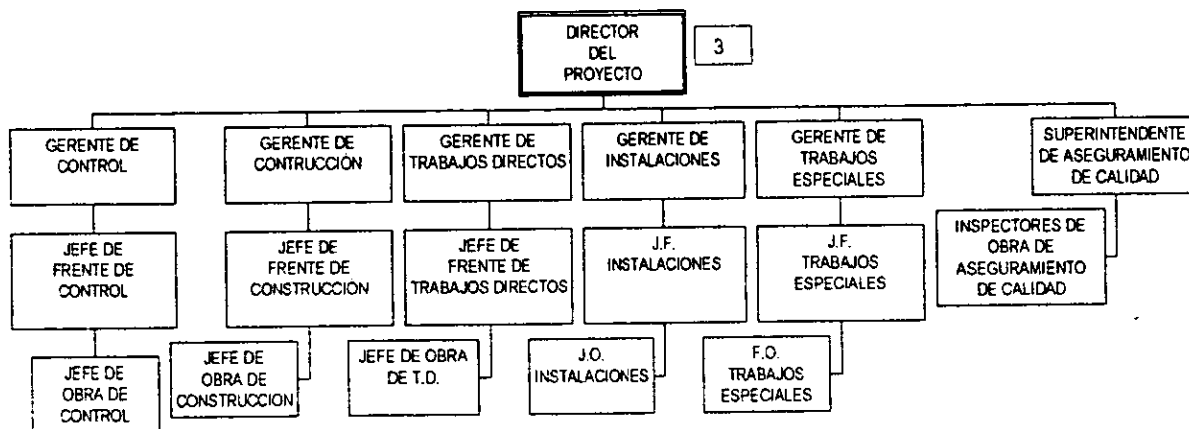 DIRECTOR
DEL
PROYECTO
3
GERENTE DE
CONTROL
GERENTE DE
CONTRUCCIÓN
GERENTE DE
TRABAJOS DIRECTOS
GERENTE DE
INSTALACIONES
GERENTE DE
TRABAJOS
ESPECIALES
SUPERINTENDENTE
DE ASEGURAMIENTO
DE CALIDAD
JEFE DE
FRENTE DE
CONTROL
JEFE DE
FRENTE DE
CONSTRUCCIÓN
JEFE DE
FRENTE DE
TRABAJOS DIRECTOS
J.F.
INSTALACIONES
J.F.
TRABAJOS
ESPECIALES
INSPECTORES DE
OBRA DE
ASEGURAMIENTO
DE CALIDAD
JEFE DE
OBRA DE
CONTROL
JEFE DE
OBRA DE
CONSTRUCCION
JEFE DE OBRA
DE T.D.
J.O.
INSTALACIONES
F.O.
TRABAJOS
ESPECIALES